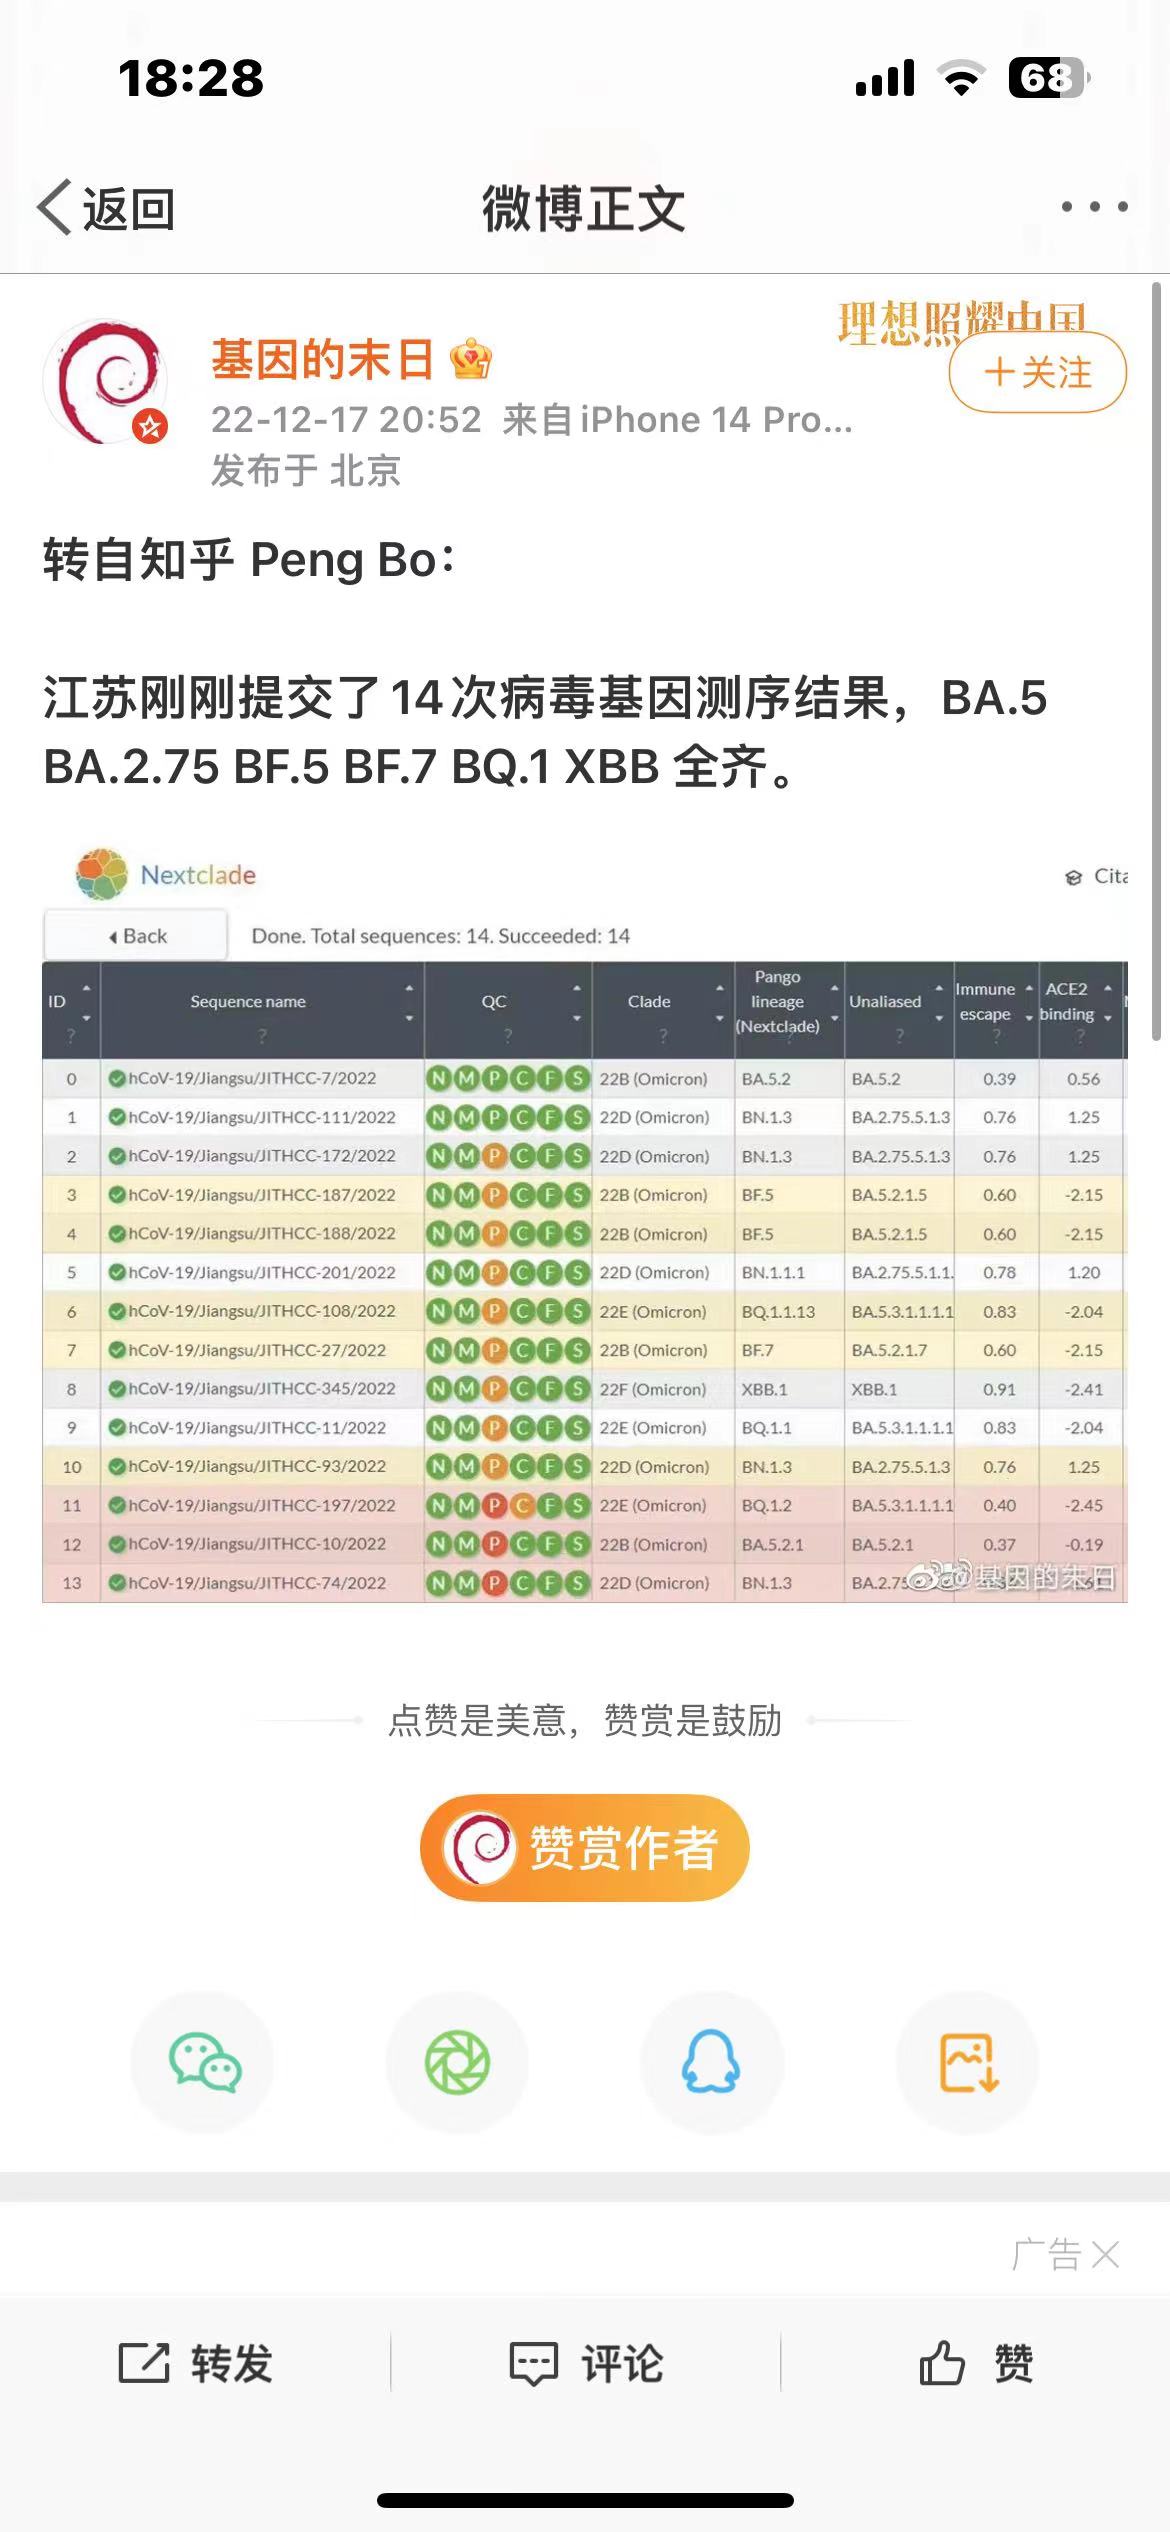 18:28
68
返回
微博正文
理想照耀中国
基因的末日
+关注
22-12-17 20:52 来自 iPhone 14 Pro...
发布于 北京
转自知乎 Peng Bo：
江苏刚刚提交了14次病毒基因测序结果，BA.5
BA.2.75 BF.5 BF.7 BQ.1 XBB 全齐。
Nextclade
Cita
Back Done. Total sequences: 14. Succeeded: 14
ID Sequence name QC Clade Pango lineage (Nextclade) Unaliased Immune escape ACE2 binding
? ? ? ? ? ? ? ?
0 hCoV-19/Jiangsu/JITHCC-7/2022 N M P C F S 22B (Omicron) BA.5.2 BA.5.2 0.39 0.56
1 hCoV-19/Jiangsu/JITHCC-111/2022 N M P C F S 22D (Omicron) BN.1.3 BA.2.75.5.1.3 0.76 1.25
2 hCoV-19/Jiangsu/JITHCC-172/2022 N M P C F S 22D (Omicron) BN.1.3 BA.2.75.5.1.3 0.76 1.25
3 hCoV-19/Jiangsu/JITHCC-187/2022 N M P C F S 22B (Omicron) BF.5 BA.5.2.1.5 0.60 -2.15
4 hCoV-19/Jiangsu/JITHCC-188/2022 N M P C F S 22B (Omicron) BF.5 BA.5.2.1.5 0.60 -2.15
5 hCoV-19/Jiangsu/JITHCC-201/2022 N M P C F S 22D (Omicron) BN.1.1.1 BA.2.75.5.1.1. 0.78 1.20
6 hCoV-19/Jiangsu/JITHCC-108/2022 N M P C F S 22E (Omicron) BQ.1.1.13 BA.5.3.1.1.1.1 0.83 -2.04
7 hCoV-19/Jiangsu/JITHCC-27/2022 N M P C F S 22B (Omicron) BF.7 BA.5.2.1.7 0.60 -2.15
8 hCoV-19/Jiangsu/JITHCC-345/2022 N M P C F S 22F (Omicron) XBB.1 XBB.1 0.91 -2.41
9 hCoV-19/Jiangsu/JITHCC-11/2022 N M P C F S 22E (Omicron) BQ.1.1 BA.5.3.1.1.1.1 0.83 -2.04
10 hCoV-19/Jiangsu/JITHCC-93/2022 N M P C F S 22D (Omicron) BN.1.3 BA.2.75.5.1.3 0.76 1.25
11 hCoV-19/Jiangsu/JITHCC-197/2022 N M P C F S 22E (Omicron) BQ.1.2 BA.5.3.1.1.1.1 0.40 -2.45
12 hCoV-19/Jiangsu/JITHCC-10/2022 N M P C F S 22B (Omicron) BA.5.2.1 BA.5.2.1 0.37 -0.19
13 hCoV-19/Jiangsu/JITHCC-74/2022 N M P C F S 22D (Omicron) BN.1.3 BA.2.75
@基因的末日
点赞是美意，赞赏是鼓励
赞赏作者
广告
转发
评论
赞